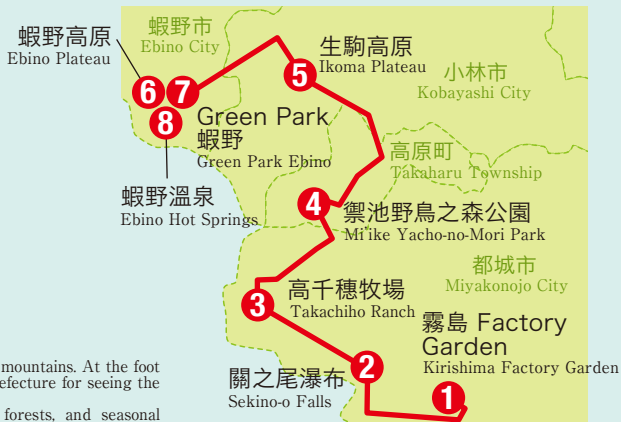 蝦野高原
Ebino Plateau
蝦野市
Ebino City
生駒高原
Ikoma Plateau
小林市
Kobayashi City
6
7
5
8
Green Park
蝦野
Green Park Ebino
高原町
Takaharu Township
蝦野溫泉
Ebino Hot Springs
4
禦池野鳥之森公園
Mi ike Yacho-no-Mori Park
都城市
Miyakonojo City
3
高千穗牧場
Takachiho Ranch
霧島 Factory
Garden
Kirishima Factory Garden
關之尾瀑布
Sekino-o Falls
2
1
mountains. At the foot
efecture for seeing the
forests, and seasonal